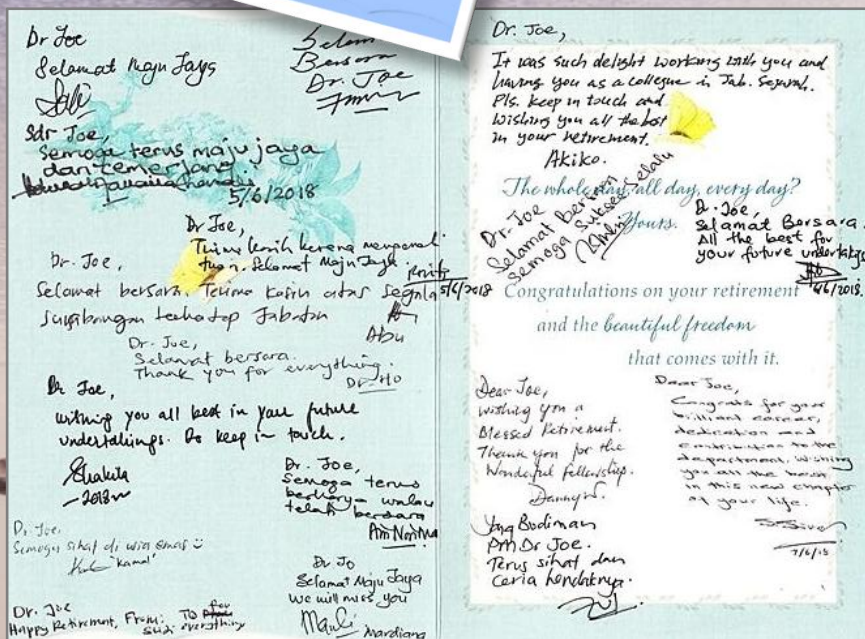 Dr Joe
Selamat Maju Jaya
Selamat
Bersara
Dr. Joe
Sdr Joe,
Semoga terus maju jaya
dan cemerlang.
5/6/2018
Dr Joe,
Terima kasih kerana mengenal
tuan. Selamat Maju Jaya.
5/6/2018
Dr. Joe,
Selamat bersara. Terima kasih atas segala
sumbangan terhadap Jabatan
Abu
Dr. Joe,
Selamat bersara.
Thank you for everything.
Dr. Ho
Dr Joe,
wishing you all best in your future
undertakings. Do keep in touch.
Shakila
2018
Dr. Joe,
Semoga terus
berkarya walau
telah bersara
Dr. Joe,
Semoga sihat di usia emas
Kamal
Dr Jo
Selamat Maju Jaya
We will miss you
Mardiana
Dr. Joe
Happy Retirement, From:
for everything
Dr. Joe,
It was such delight working with you and
having you as a collegue in Jab. Sejarah.
Pls. keep in touch and
wishing you all the best
in your retirement.
Akiko.
The whole day, all day, every day?
Yours.
Dr. Joe
Selamat bersara
semoga sukses selalu
Dr. Joe,
Selamat Bersara.
All the best for
your future undertakings
6/6/2018
Congratulations on your retirement
and the beautiful freedom
that comes with it.
Dear Joe,
Wishing you a
Blessed Retirement.
Thank you for the
Wonderful fellowship.
Danny
Dear Joe,
Congrats for your
brilliant career,
dedication and
contribution to the
department. Wishing
you all the best
in this new chapter
of your life.
7/6/18
Yang Budiman
PM Dr Joe.
Terus sihat dan
Ceria hendaknya.